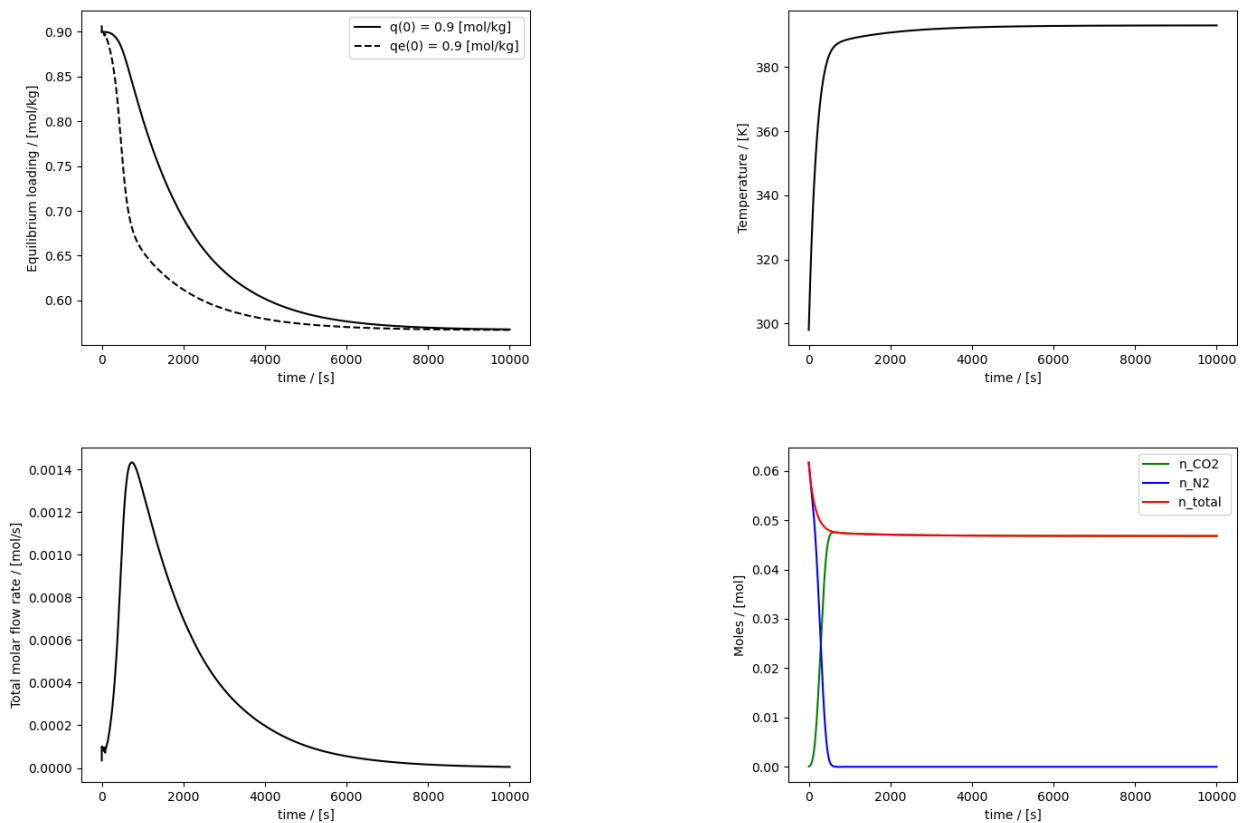 q(0) = 0.9 [mol/kg]
qe(0) = 0.9 [mol/kg]
Equilibrium loading / [mol/kg]
0.90
0.85
0.80
0.75
0.70
0.65
0.60
0 2000 4000 6000 8000 10000
time / [s]
Temperature / [K]
380
360
340
320
300
0 2000 4000 6000 8000 10000
time / [s]
Total molar flow rate / [mol/s]
0.0014
0.0012
0.0010
0.0008
0.0006
0.0004
0.0002
0.0000
0 2000 4000 6000 8000 10000
time / [s]
n_CO2
n_N2
n_total
Moles / [mol]
0.06
0.05
0.04
0.03
0.02
0.01
0.00
0 2000 4000 6000 8000 10000
time / [s]